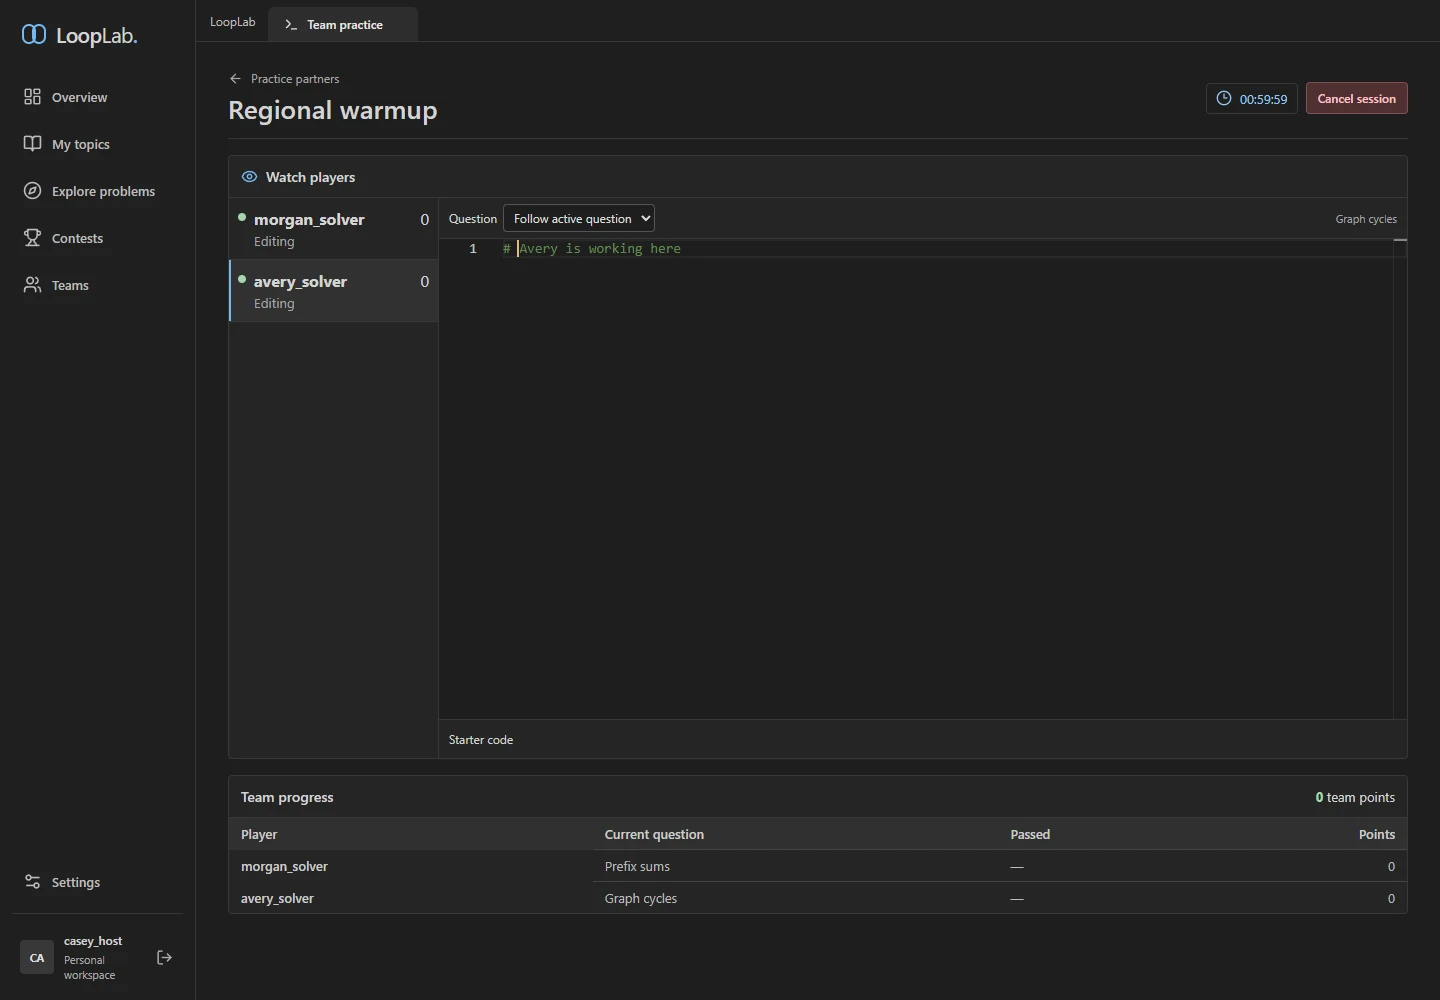 LoopLab.
Overview
My topics
Explore problems
Contests
Teams
Settings
CA
casey_host
Personal
workspace
LoopLab
Team practice
Practice partners
Regional warmup
00:59:59
Cancel session
Watch players
morgan_solver 0
Editing
avery_solver 0
Editing
Question Follow active question Graph cycles
1 # Avery is working here
Starter code
Team progress 0 team points
Player Current question Passed Points
morgan_solver Prefix sums — 0
avery_solver Graph cycles — 0